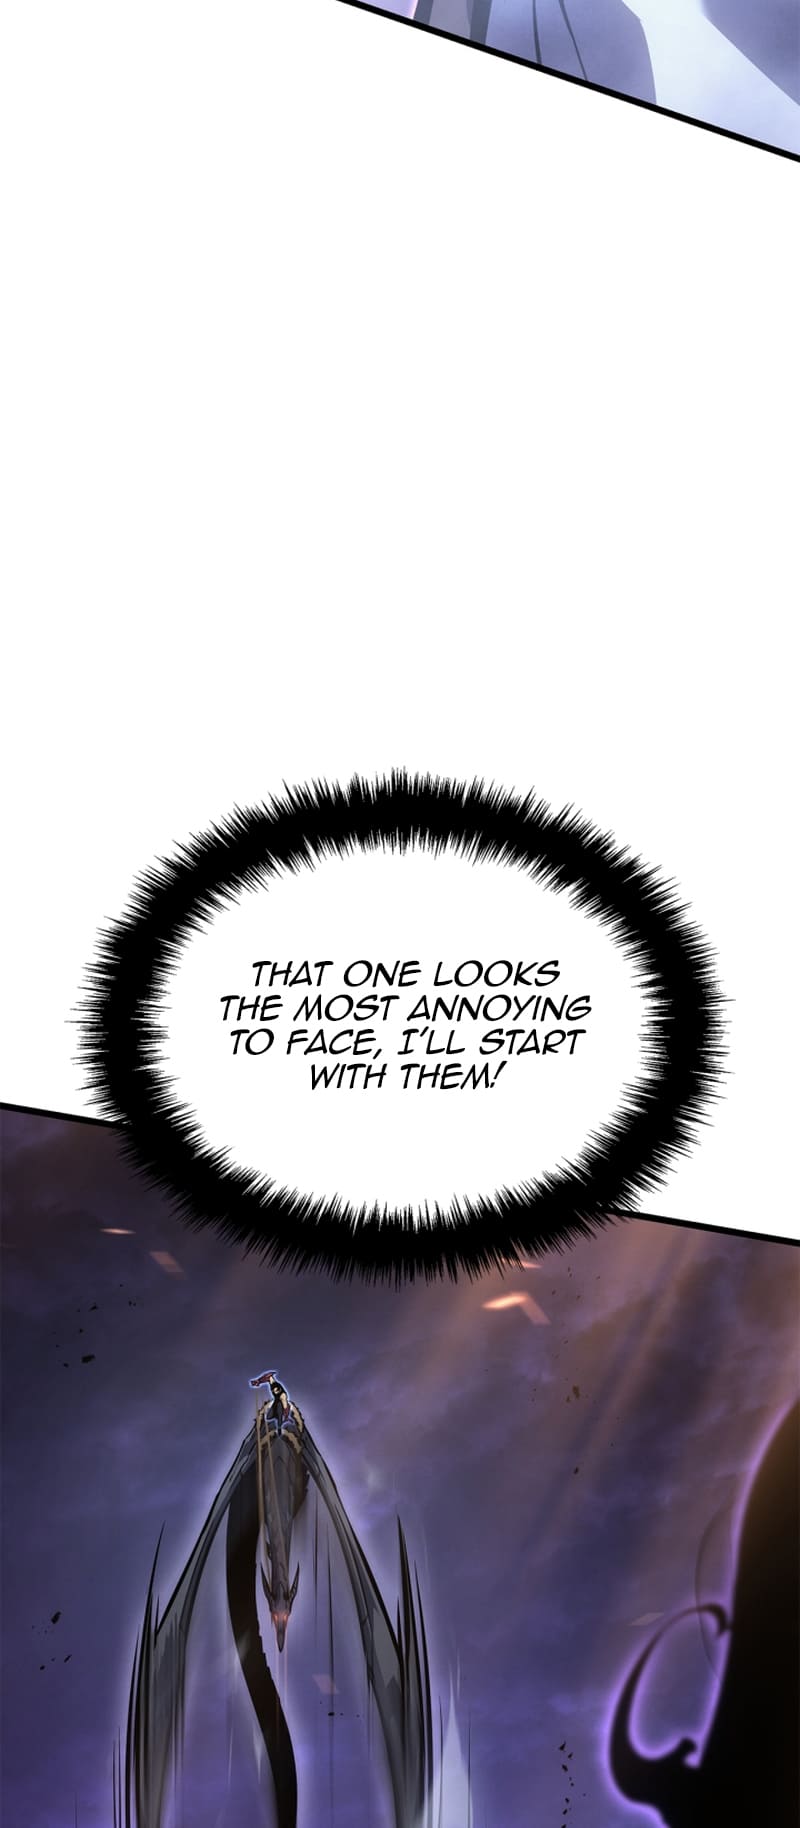 THAT ONE LOOKS
THE MOST ANNOYING
TO FACE, I'LL START
WITH THEM!